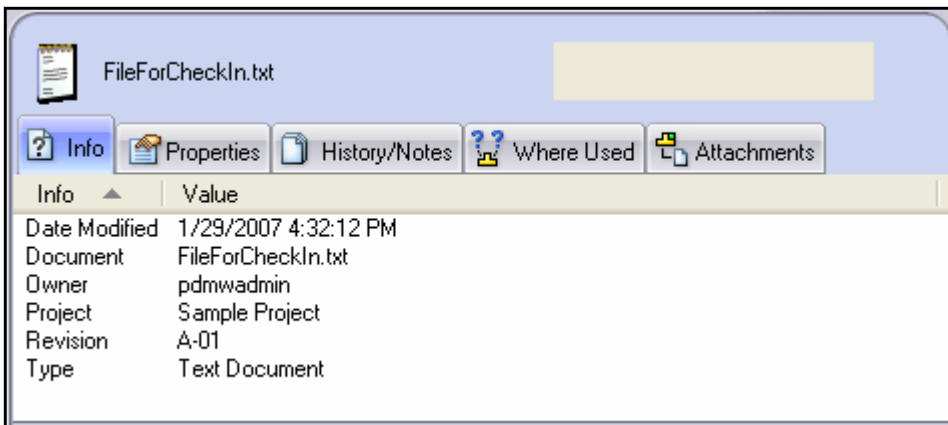 FileForCheckIn.txt
Info Properties History/Notes Where Used Attachments
Info Value
Date Modified 1/29/2007 4:32:12 PM
Document FileForCheckIn.txt
Owner pdmwadmin
Project Sample Project
Revision A-01
Type Text Document